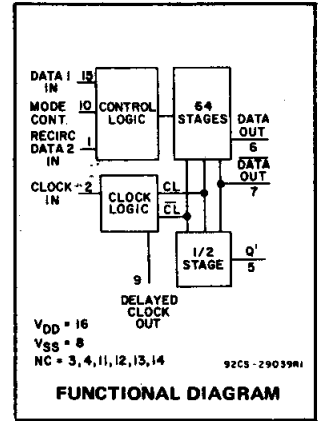 DATA 1 15
IN
MODE 10
CONT.
RECIRC 1
DATA 2
IN
CONTROL
LOGIC
64
STAGES
DATA
OUT
6
DATA
OUT
7
CLOCK 2
IN
CLOCK
LOGIC
CL
CL
1/2
STAGE
Q'
5
9
DELAYED
CLOCK
OUT
VDD = 16
VSS = 8
NC = 3, 4, 11, 12, 13, 14
92CS-29039R1
FUNCTIONAL DIAGRAM